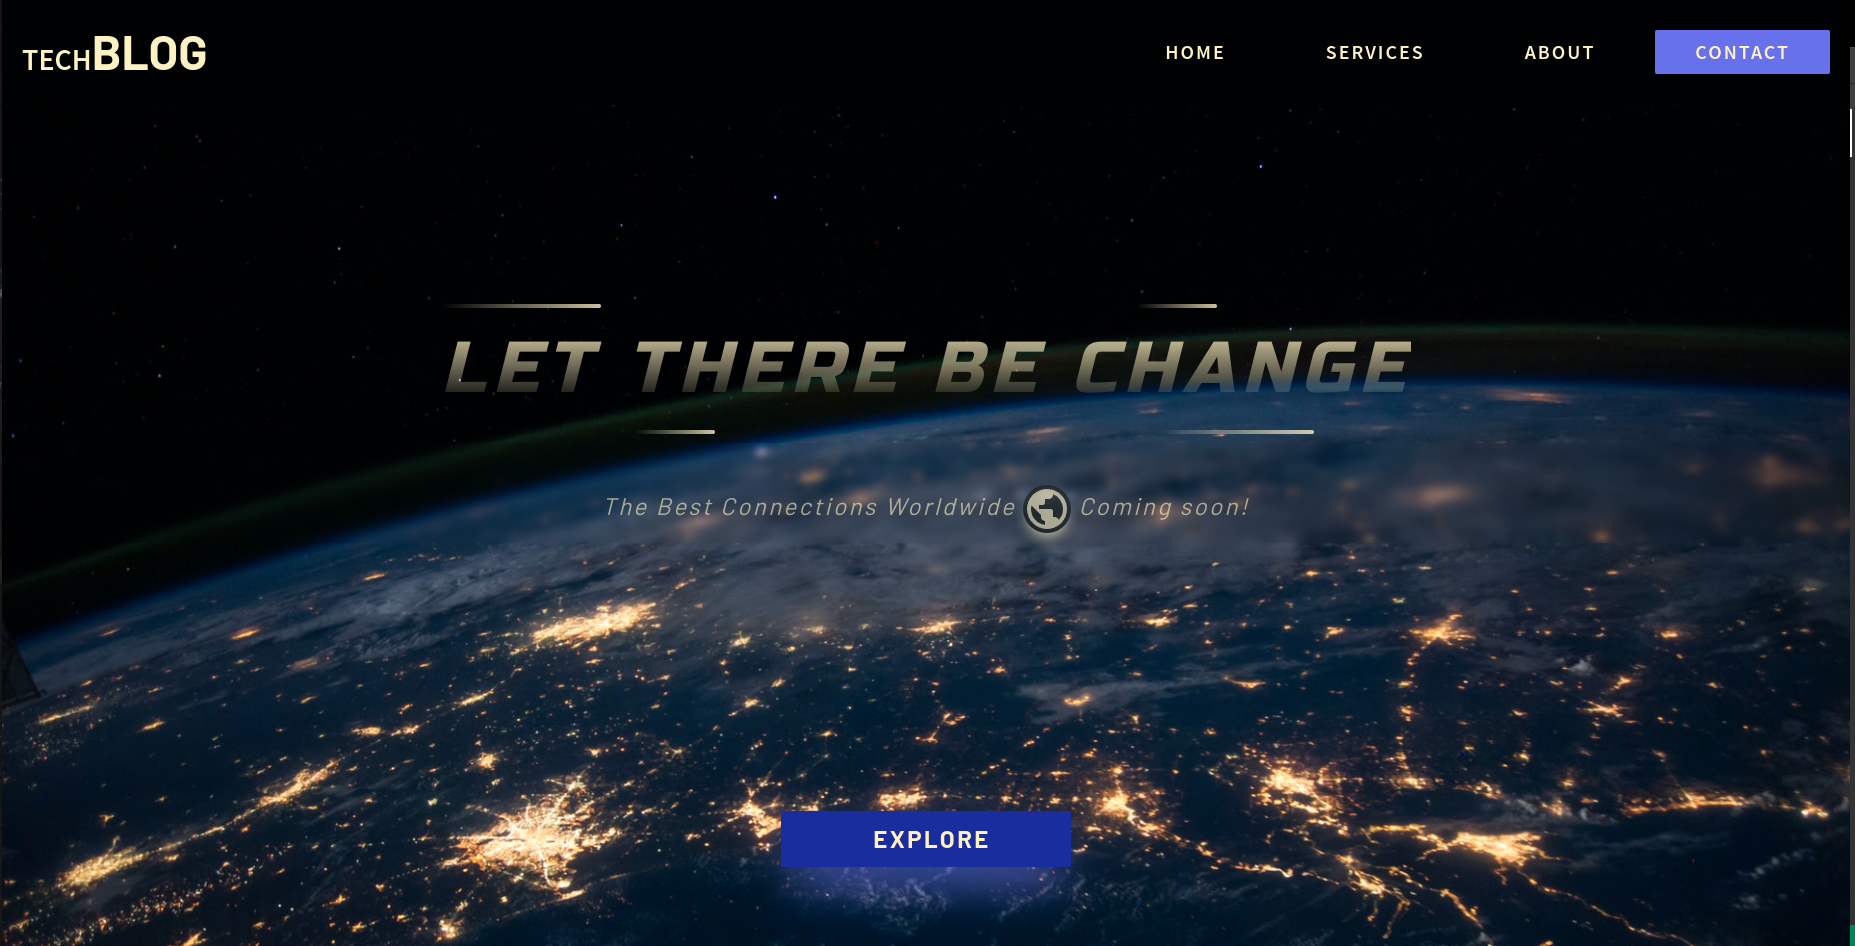 TECHBLOG
HOME SERVICES ABOUT CONTACT
LET THERE BE CHANGE
The Best Connections Worldwide Coming soon!
EXPLORE